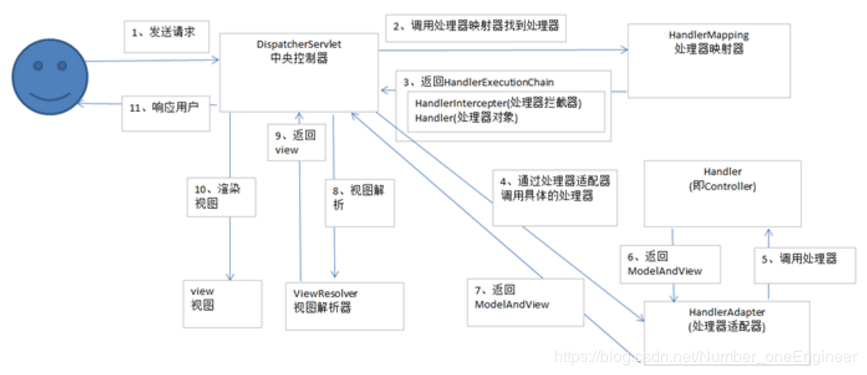 1、发送请求
DispatcherServlet
中央控制器
2、调用处理器映射器找到处理器
HandlerMapping
处理器映射器
3、返回HandlerExecutionChain
HandlerIntercepter(处理器拦截器)
Handler(处理器对象)
11、响应用户
9、返回
view
10、渲染
视图
8、视图解
析
4、通过处理器适配器
调用具体的处理器
Handler
(即Controller)
6、返回
ModelAndView
5、调用处理器
7、返回
ModelAndView
view
视图
ViewResolver
视图解析器
HandlerAdapter
(处理器适配器)
https://blog.csdn.net/Number_oneEngineer